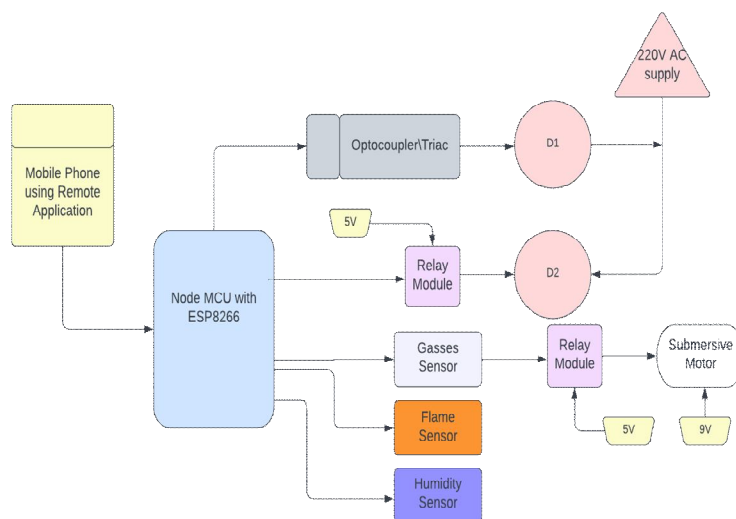 220V AC
supply
Optocoupler\Triac
D1
Mobile Phone
using Remote
Application
5V
Relay
Module
D2
Node MCU with
ESP8266
Gasses
Sensor
Relay
Module
Submersive
Motor
Flame
Sensor
5V
9V
Humidity
Sensor